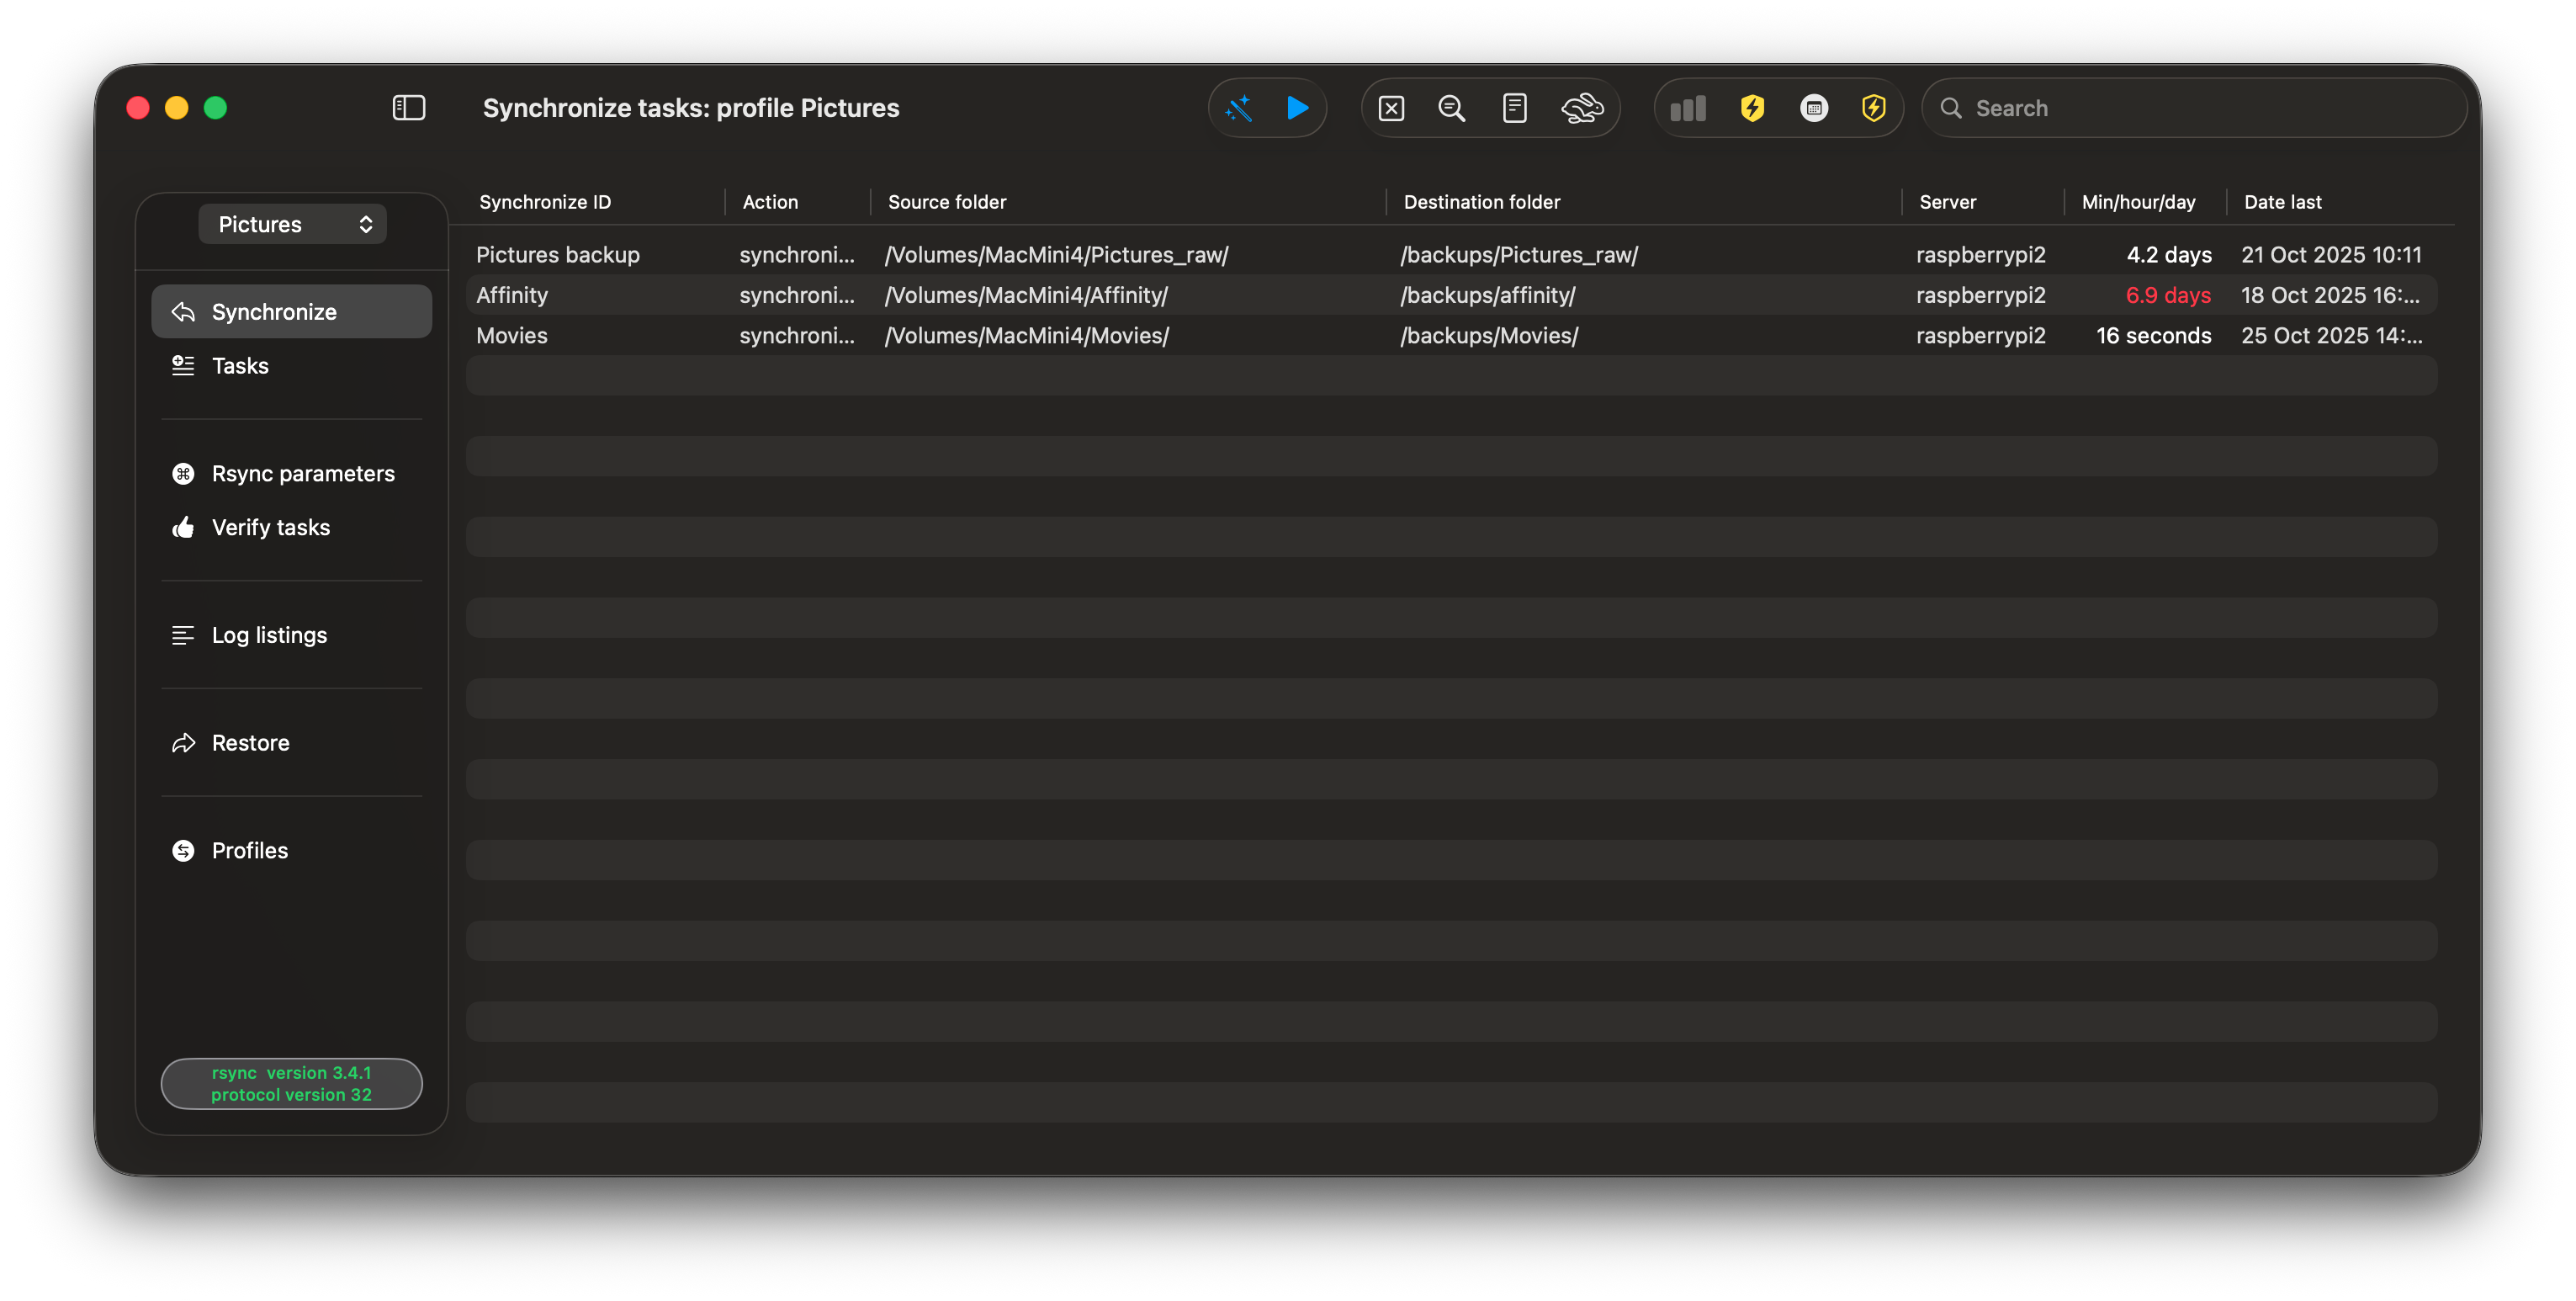 Synchronize tasks: profile Pictures
Search
Pictures
Synchronize
Tasks
Rsync parameters
Verify tasks
Log listings
Restore
Profiles
rsync  version 3.4.1
protocol version 32
Synchronize ID Action Source folder Destination folder Server Min/hour/day Date last
Pictures backup synchroni... /Volumes/MacMini4/Pictures_raw/ /backups/Pictures_raw/ raspberrypi2 4.2 days 21 Oct 2025 10:11
Affinity synchroni... /Volumes/MacMini4/Affinity/ /backups/affinity/ raspberrypi2 6.9 days 18 Oct 2025 16:...
Movies synchroni... /Volumes/MacMini4/Movies/ /backups/Movies/ raspberrypi2 16 seconds 25 Oct 2025 14:...